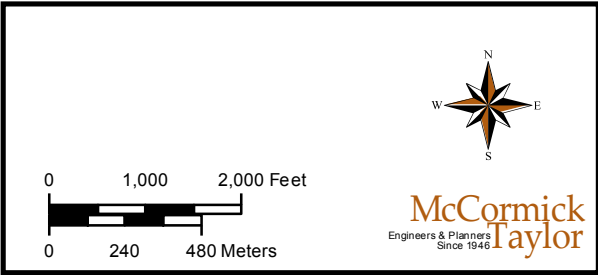 N
W E
S
0 1,000 2,000 Feet
0 240 480 Meters
McCormick
Engineers & Planners
Since 1946
Taylor